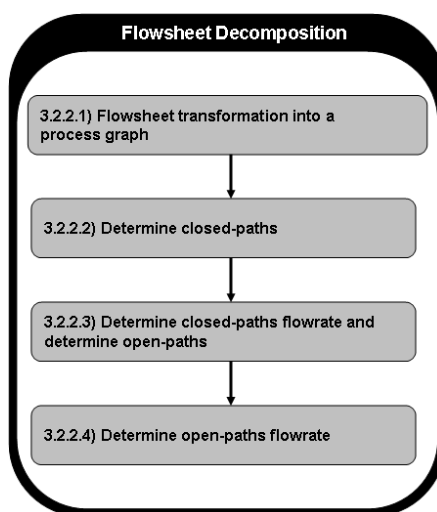 Flowsheet Decomposition
3.2.2.1) Flowsheet transformation into a
process graph
3.2.2.2) Determine closed-paths
3.2.2.3) Determine closed-paths flowrate and
determine open-paths
3.2.2.4) Determine open-paths flowrate